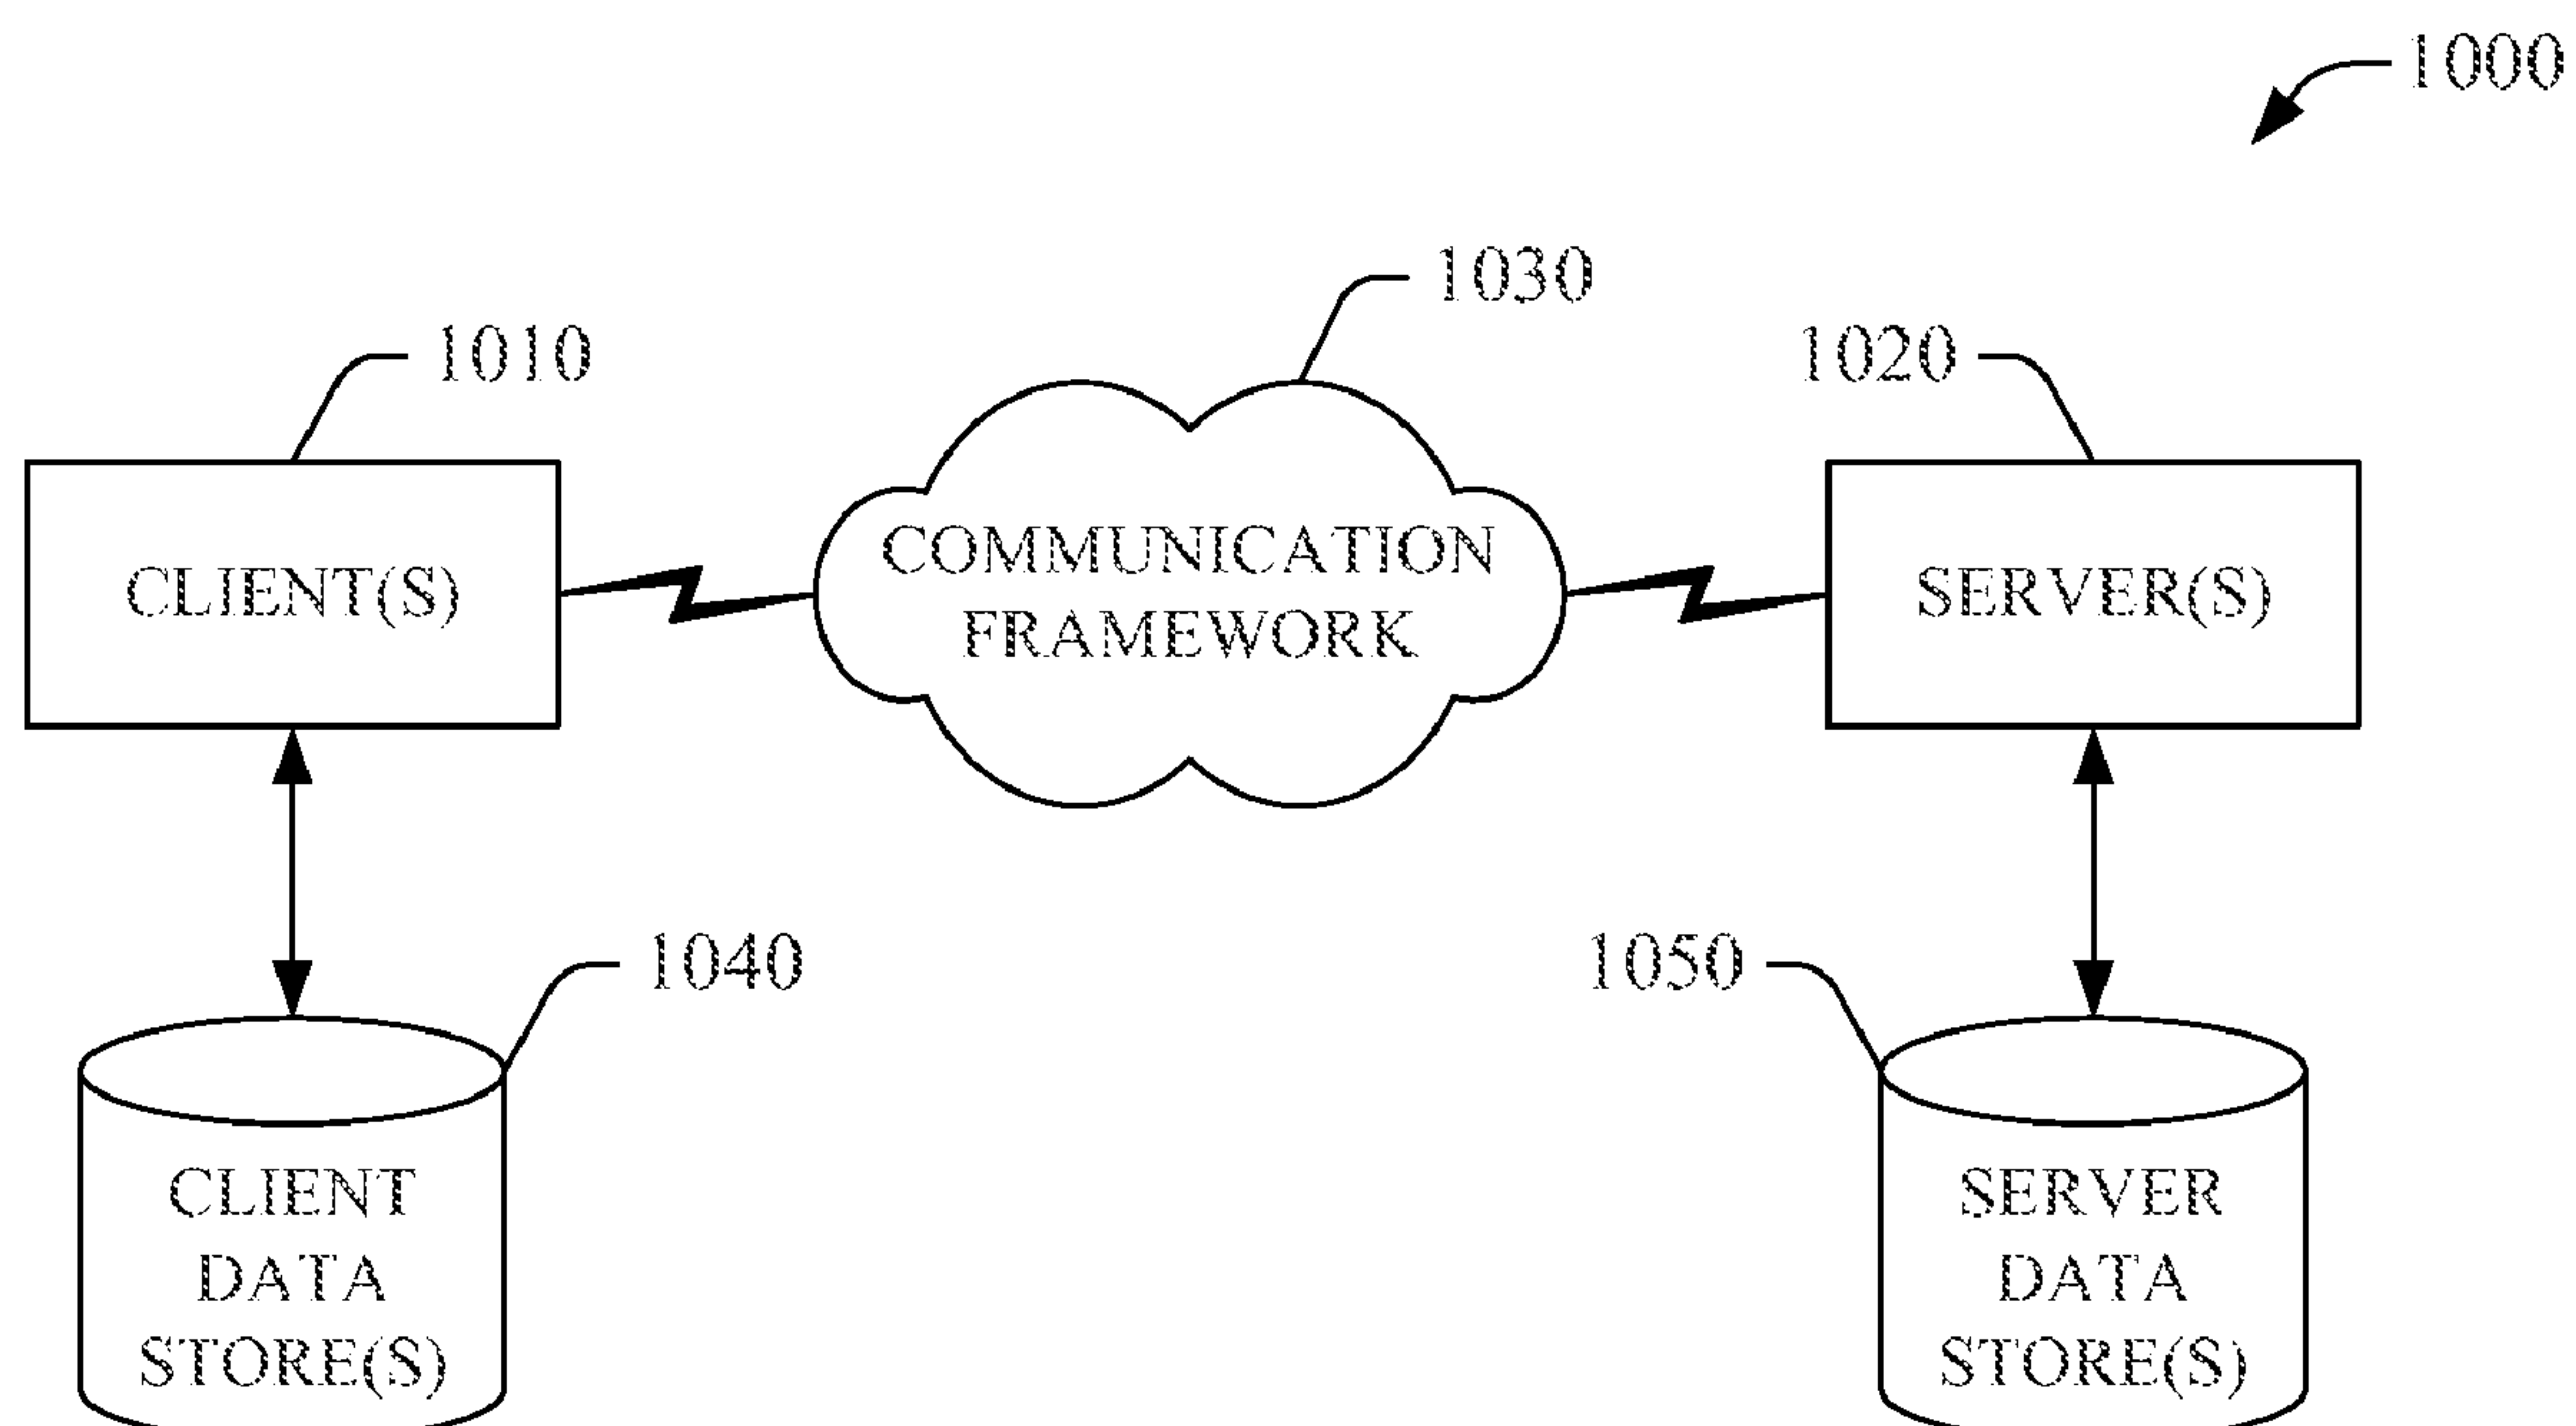 1000
1030
1010
1020
CLIENT(S)
COMMUNICATION
FRAMEWORK
SERVER(S)
1040
1050
CLIENT
DATA
STORE(S)
SERVER
DATA
STORE(S)